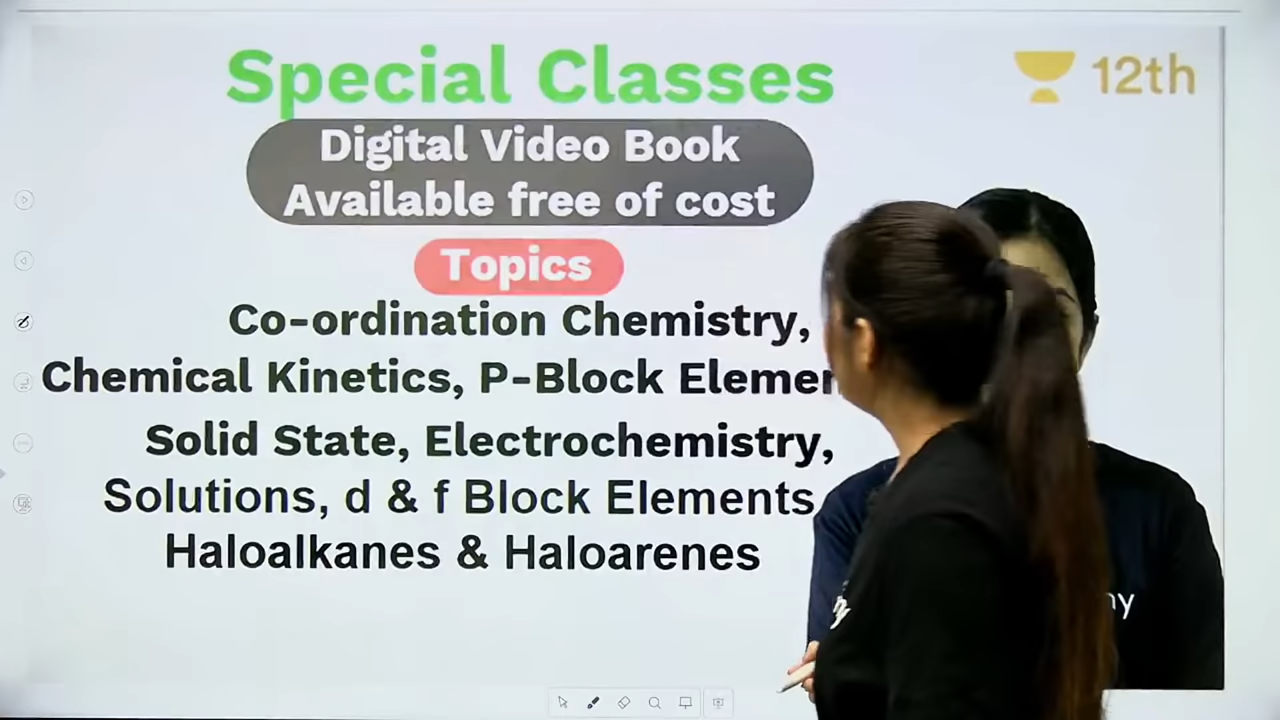 Special Classes
12th
Digital Video Book
Available free of cost
Topics
Co-ordination Chemistry,
Chemical Kinetics, P-Block
Solid State, Electrochemistry,
Solutions, d & f Block Elements
Haloalkanes & Haloarenes